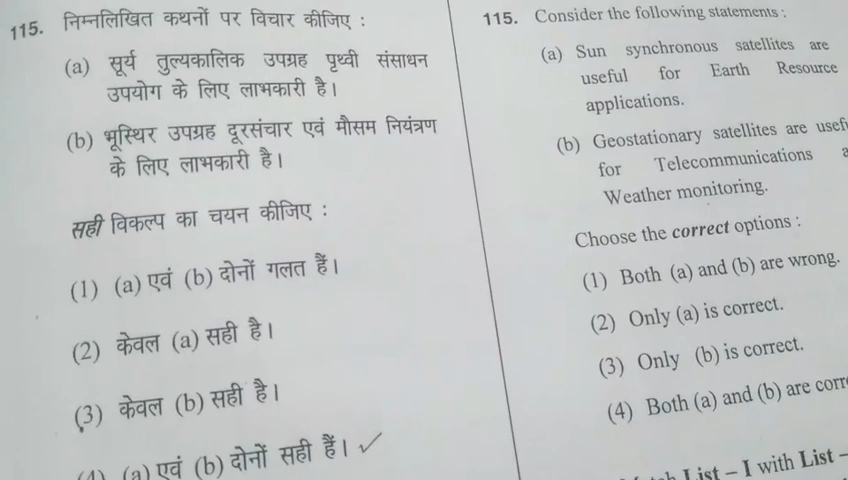 115. निम्नलिखित कथनों पर विचार कीजिए :
(a) सूर्य तुल्यकालिक उपग्रह पृथ्वी संसाधन
उपयोग के लिए लाभकारी है।
(b) भूस्थिर उपग्रह दूरसंचार एवं मौसम नियंत्रण
के लिए लाभकारी है।
सही विकल्प का चयन कीजिए :
(1) (a) एवं (b) दोनों गलत हैं।
(2) केवल (a) सही है।
(3) केवल (b) सही है।
(4) (a) एवं (b) दोनों सही हैं। ✓
115. Consider the following statements :
(a) Sun synchronous satellites are
useful for Earth Resource
applications.
(b) Geostationary satellites are
for Telecommunications
Weather monitoring.
Choose the correct options :
(1) Both (a) and (b) are wrong.
(2) Only (a) is correct.
(3) Only (b) is correct.
(4) Both (a) and (b) are
List – I with List –